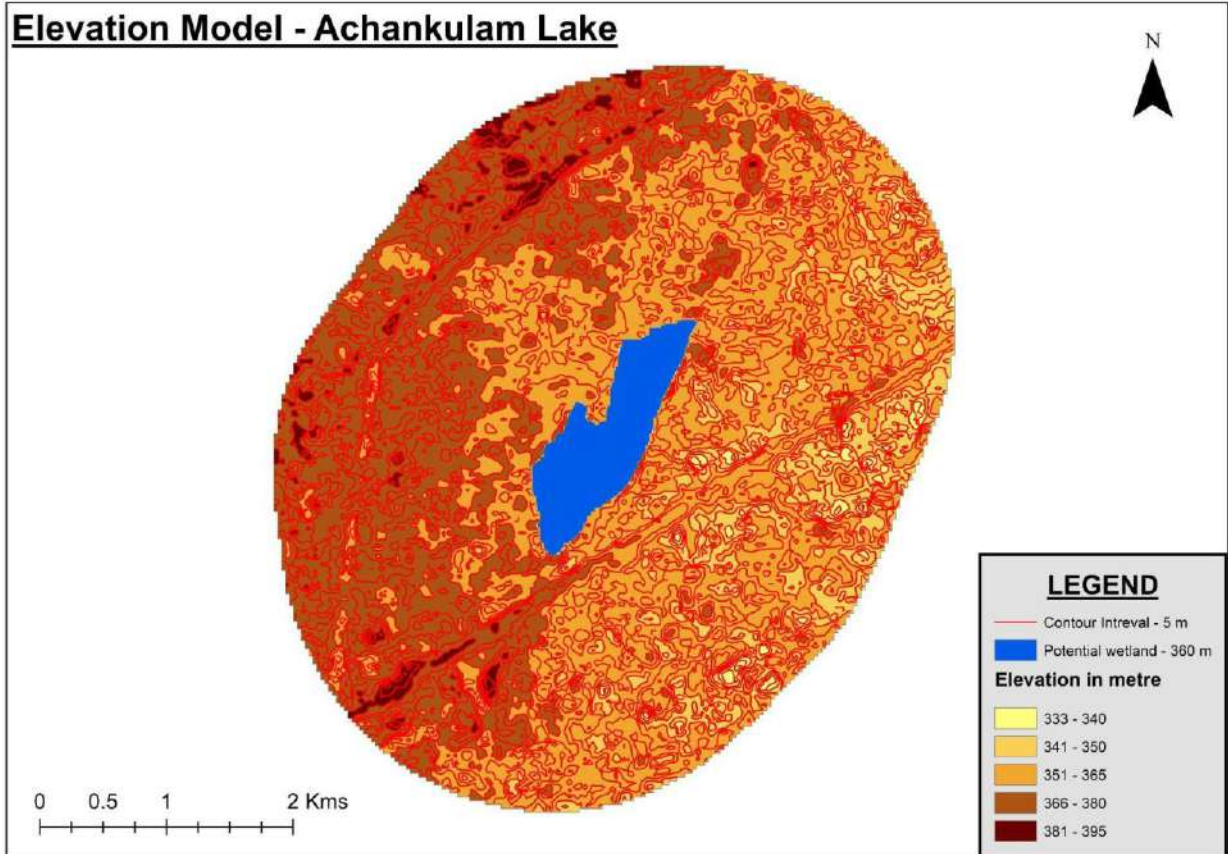 Elevation Model - Achankulam Lake
N
0 0.5 1 2 Kms
LEGEND
Contour Intreval - 5 m
Potential wetland - 360 m
Elevation in metre
333 - 340
341 - 350
351 - 365
366 - 380
381 - 395